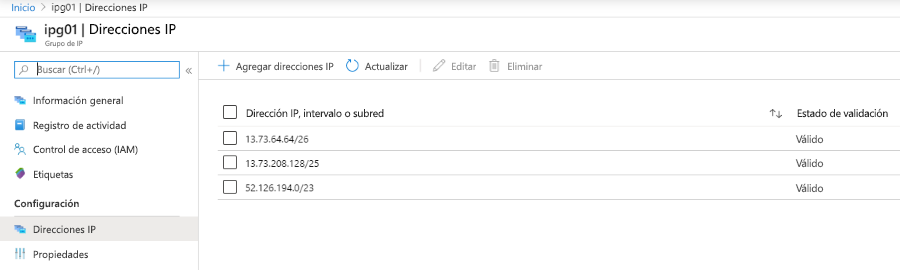 Inicio > ipg01 | Direcciones IP
ipg01 | Direcciones IP
Grupo de IP
Buscar (Ctrl+/)
«
Información general
Registro de actividad
Control de acceso (IAM)
Etiquetas
Configuración
Direcciones IP
Propiedades
+ Agregar direcciones IP Actualizar Editar Eliminar
Dirección IP, intervalo o subred ↑↓ Estado de validación
13.73.64.64/26 Válido
13.73.208.128/25 Válido
52.126.194.0/23 Válido